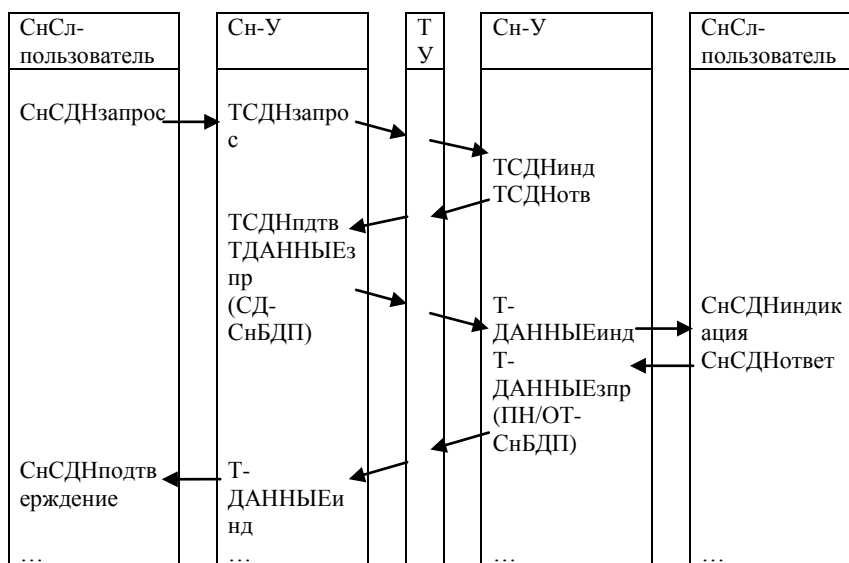 СнСл-
пользователь
Сн-У
Т
У
Сн-У
СнСл-
пользователь
СнСДНзапрос
ТСДНзапро
с
ТСДНинд
ТСДНотв
ТСДНпдтв
ТДАННЫЕз
пр
(СД-
СнБДП)
Т-
ДАННЫЕинд
Т-
ДАННЫЕзпр
(ПН/ОТ-
СнБДП)
СнСДНиндик
ация
СнСДНответ
СнСДНподтв
ерждение
Т-
ДАННЫЕи
нд
…
…
…
…